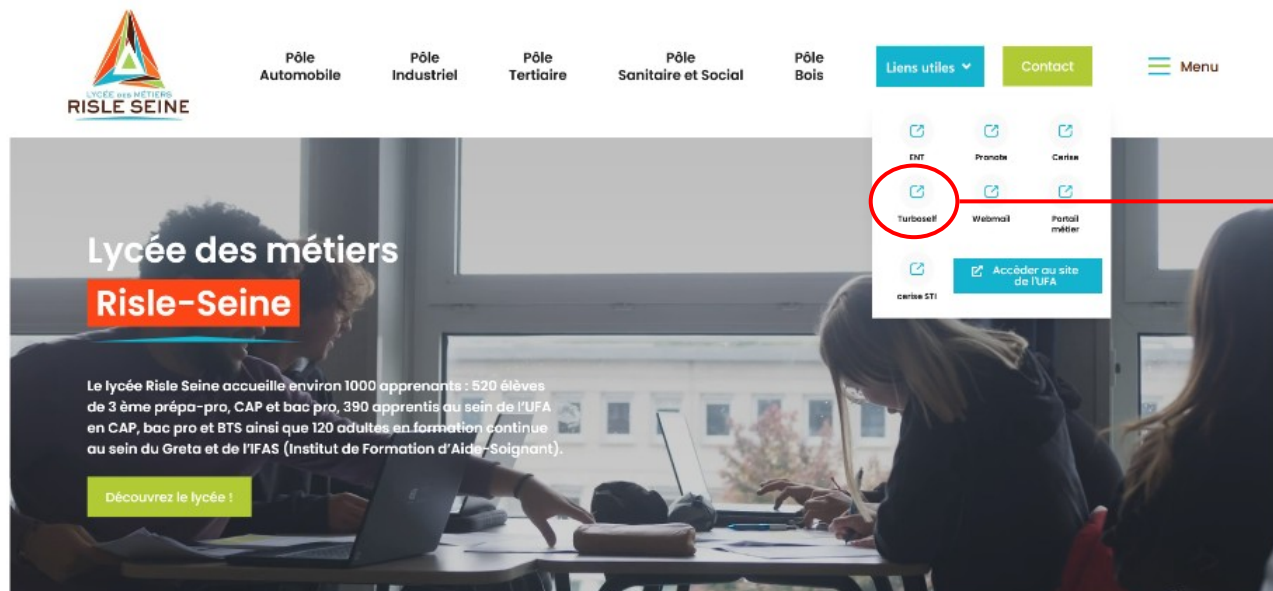 LYCÉE DES MÉTIERS
RISLE SEINE
Pôle
Automobile
Pôle
Industriel
Pôle
Tertiaire
Pôle
Sanitaire et Social
Pôle
Bois
Liens utiles
Contact
Menu
ENT
Pronote
Cerise
Turboself
Webmail
Portail
métier
cerise STI
Accèder au site
de l'UFA
Lycée des métiers
Risle-Seine
Le lycée Risle Seine accueille environ 1000 apprenants : 520 élèves
de 3 ème prépa-pro, CAP et bac pro, 390 apprentis au sein de l'UFA
en CAP, bac pro et BTS ainsi que 120 adultes en formation continue
au sein du Greta et de l'IFAS (Institut de Formation d'Aide-Soignant).
Découvrez le lycée !